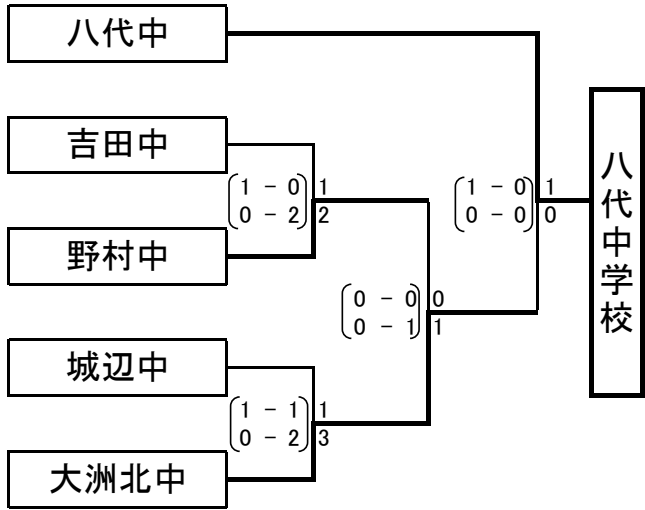 八代中
吉田中
野村中
城辺中
大洲北中
1 - 0 1
0 - 2 2
1 - 1 1
0 - 2 3
0 - 0 0
0 - 1 1
1 - 0 1
0 - 0 0
八代中学校